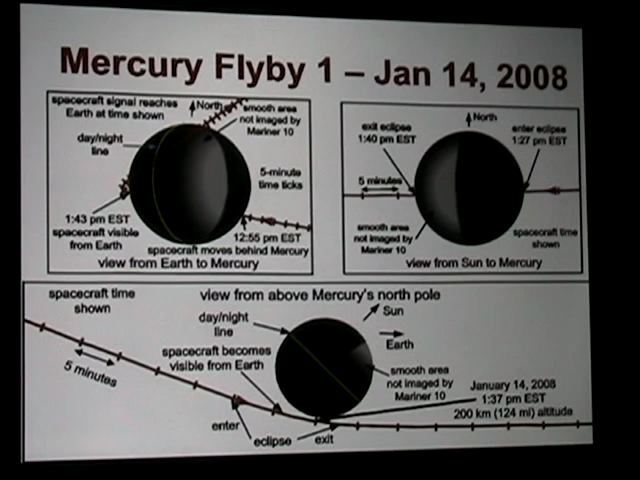 Mercury Flyby 1 – Jan 14, 2008
spacecraft signal reaches
Earth at time shown
North
smooth area
not imaged by
Mariner 10
day/night
line
5-minute
time ticks
1:43 pm EST
spacecraft visible
from Earth
12:55 pm EST
spacecraft moves behind Mercury
view from Earth to Mercury
North
exit eclipse
1:40 pm EST
enter eclipse
1:27 pm EST
5 minutes
smooth area
not imaged by
Mariner 10
spacecraft time
shown
view from Sun to Mercury
spacecraft time
shown
view from above Mercury's north pole
day/night
line
Sun
Earth
spacecraft becomes
visible from Earth
5 minutes
smooth area
not imaged by
Mariner 10
January 14, 2008
1:37 pm EST
200 km (124 mi) altitude
enter
eclipse
exit